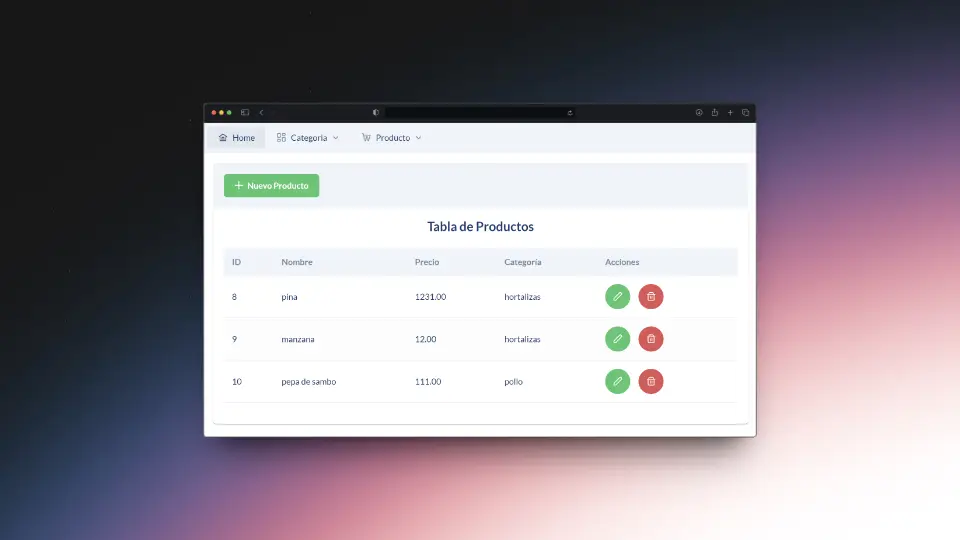 Home Categoria Producto
Nuevo Producto
Tabla de Productos
ID Nombre Precio Categoría Acciones
8 pina 1231.00 hortalizas
9 manzana 12.00 hortalizas
10 pepa de sambo 111.00 pollo